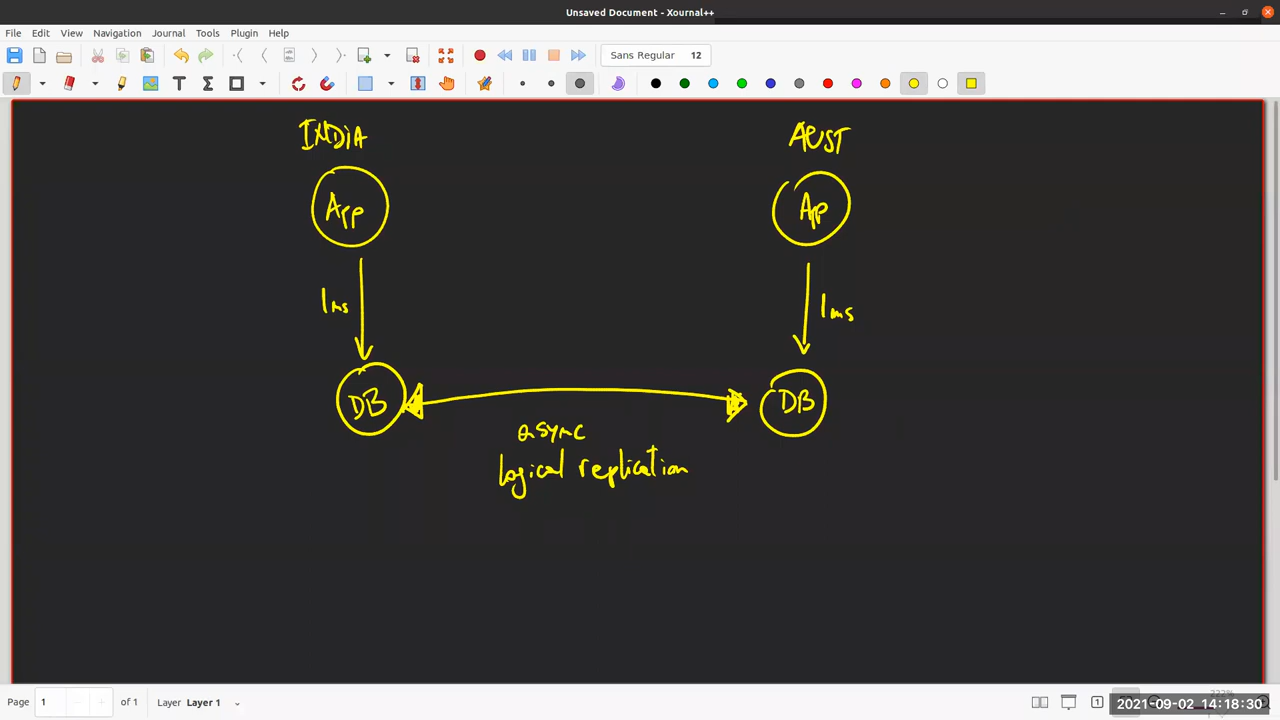 Unsaved Document - Xournal++
File Edit View Navigation Journal Tools Plugin Help
Sans Regular 12
INDIA
AUST
App
App
1ms
1ms
DB
DB
async
logical replication
Page 1 of 1 Layer Layer 1
1
2021-09-02 14:18:30